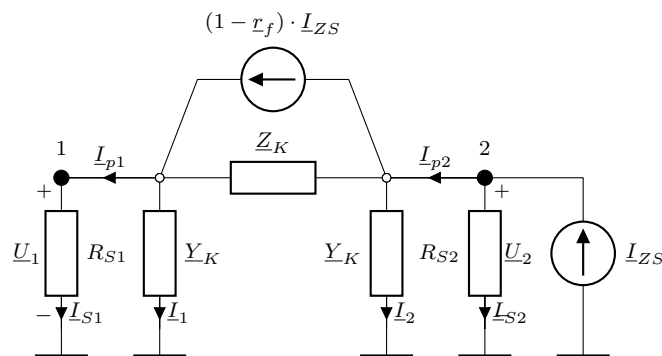 (1 − r_f) · I_ZS
1 I_p1 Z_K I_p2 2
+ +
U_1 R_S1 Y_K Y_K R_S2 U_2 I_ZS
− I_S1 I_1 I_2 I_S2